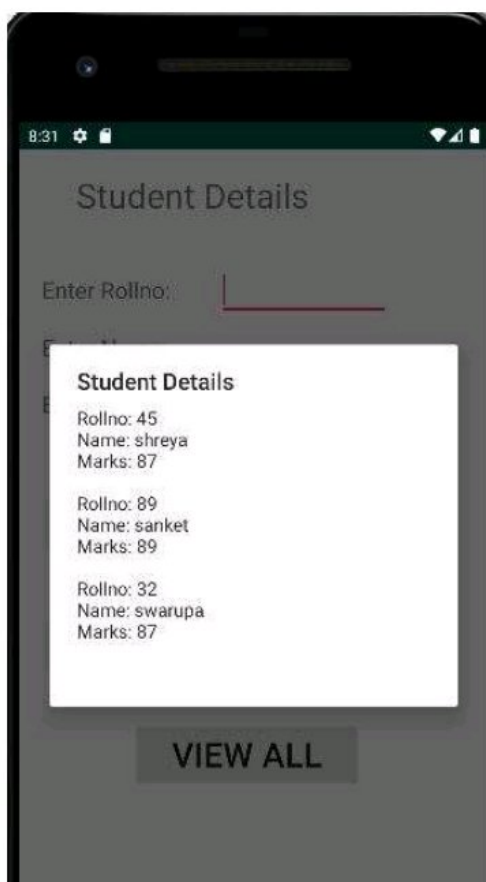 8:31
Student Details
Enter Rollno:
Student Details
Rollno: 45
Name: shreya
Marks: 87
Rollno: 89
Name: sanket
Marks: 89
Rollno: 32
Name: swarupa
Marks: 87
VIEW ALL